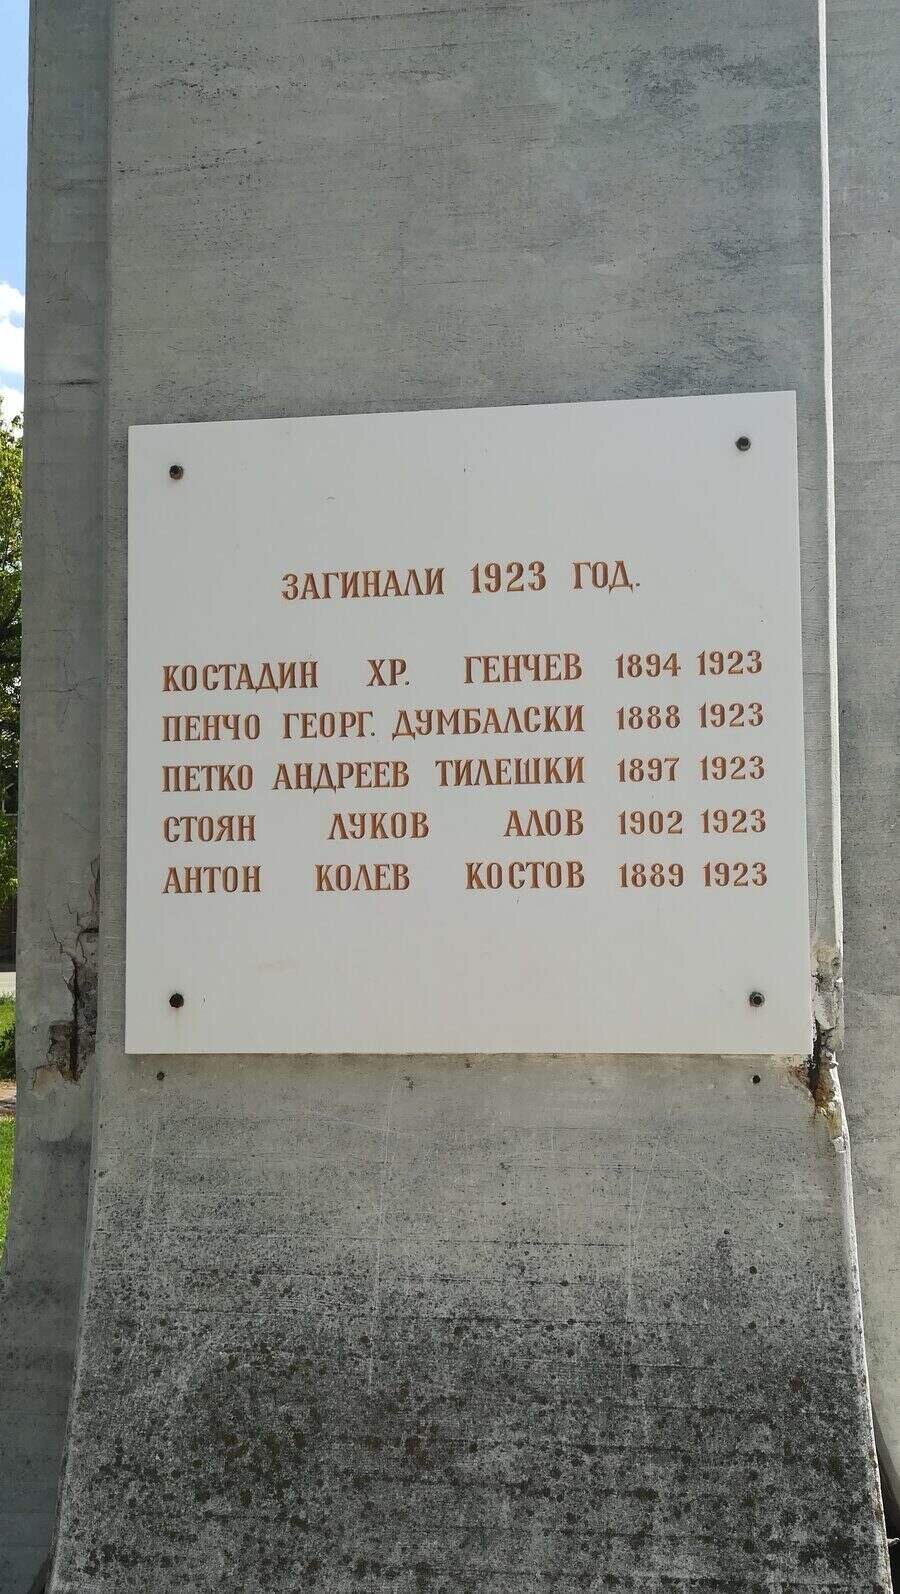 ЗАГИНАЛИ 1923 ГОД.
КОСТАДИН ХР. ГЕНЧЕВ 1894 1923
ПЕНЧО ГЕОРГ. ДУМБАЛСКИ 1888 1923
ПЕТКО АНДРЕЕВ ТИЛЕШКИ 1897 1923
СТОЯН ЛУКОВ АЛОВ 1902 1923
АНТОН КОЛЕВ КОСТОВ 1889 1923